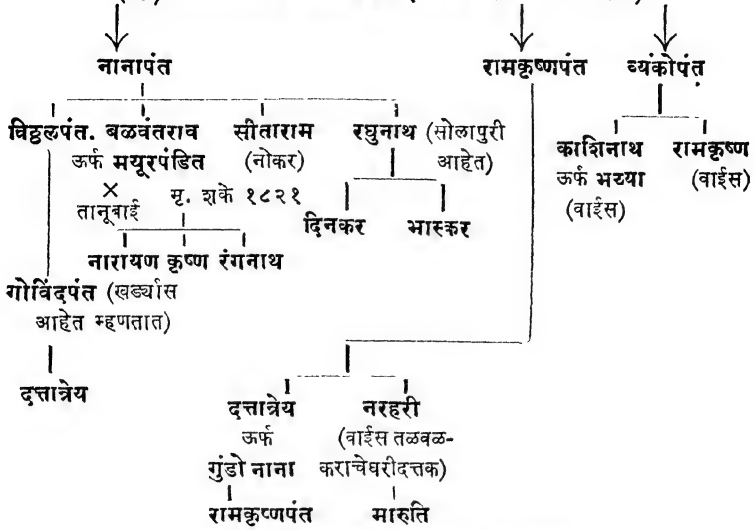 नानापंत रामकृष्णपंत व्यंकोपंत
विठ्ठलपंत. बळवंतराव सीताराम रघुनाथ (सोलापुरी
ऊर्फ मयूरपंडित (नोकर) आहेत) काशिनाथ रामकृष्ण
× मृ. शके १८२१ ऊर्फ भय्या (वाईस)
तानूबाई दिनकर भास्कर (वाईस)
नारायण कृष्ण रंगनाथ
गोविंदपंत (खर्ड्यास
आहेत म्हणतात)
दत्तात्रेय
दत्तात्रेय नरहरी
ऊर्फ (वाईस तळवळ-
गुंडो नाना कराचेघरीदत्तक)
रामकृष्णपंत मारुति